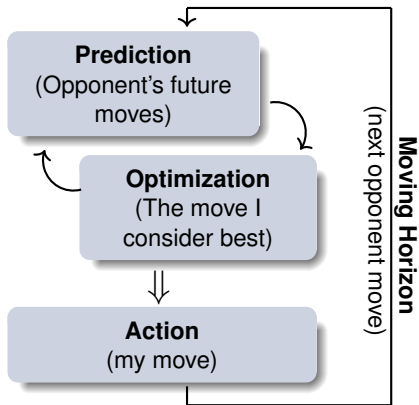 Prediction
(Opponent's future
moves)
Optimization
(The move I
consider best)
Action
(my move)
Moving Horizon
(next opponent move)